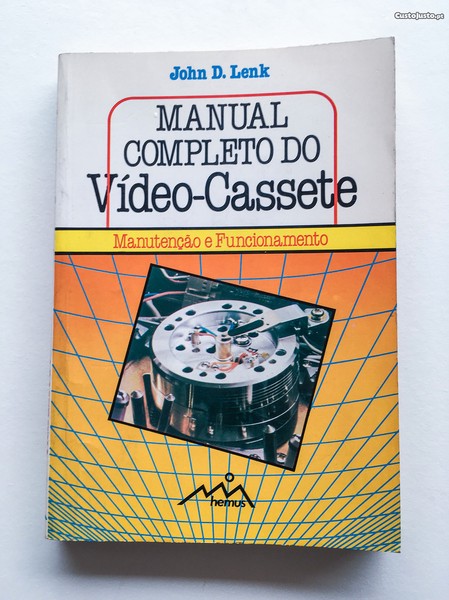 CustoJusto.pt
John D. Lenk
MANUAL
COMPLETO DO
Vídeo-Cassete
Manutenção e Funcionamento
hemus